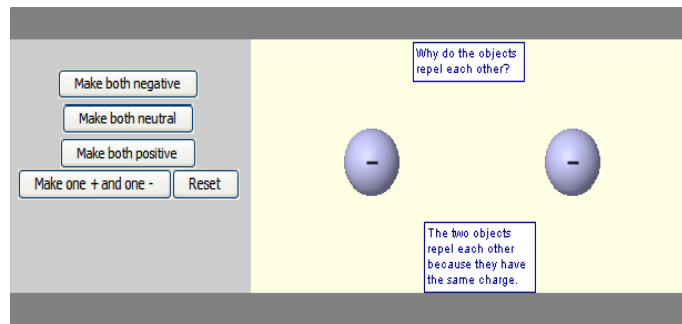 Make both negative
Make both neutral
Make both positive
Make one + and one -
Reset
Why do the objects
repel each other?
-
-
The two objects
repel each other
because they have
the same charge.